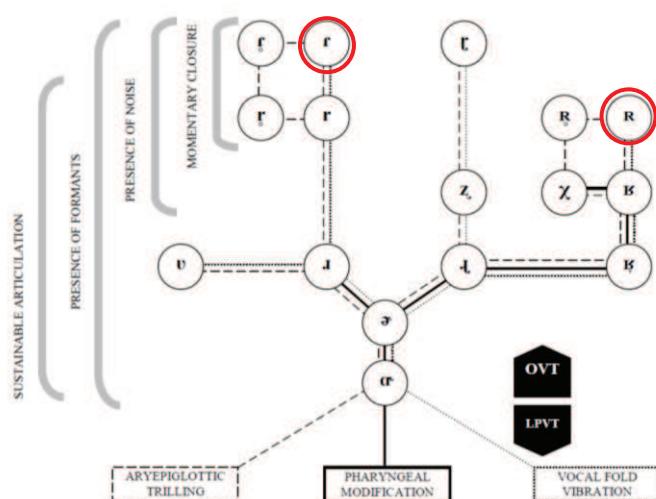 SUSTAINABLE ARTICULATION
PRESENCE OF FORMANTS
PRESENCE OF NOISE
MOMENTARY CLOSURE
r
R
χ
OVT
LPVT
ARYEPIGLOTTIC
TRILLING
PHARYNGEAL
MODIFICATION
VOCAL FOLD
VIBRATION